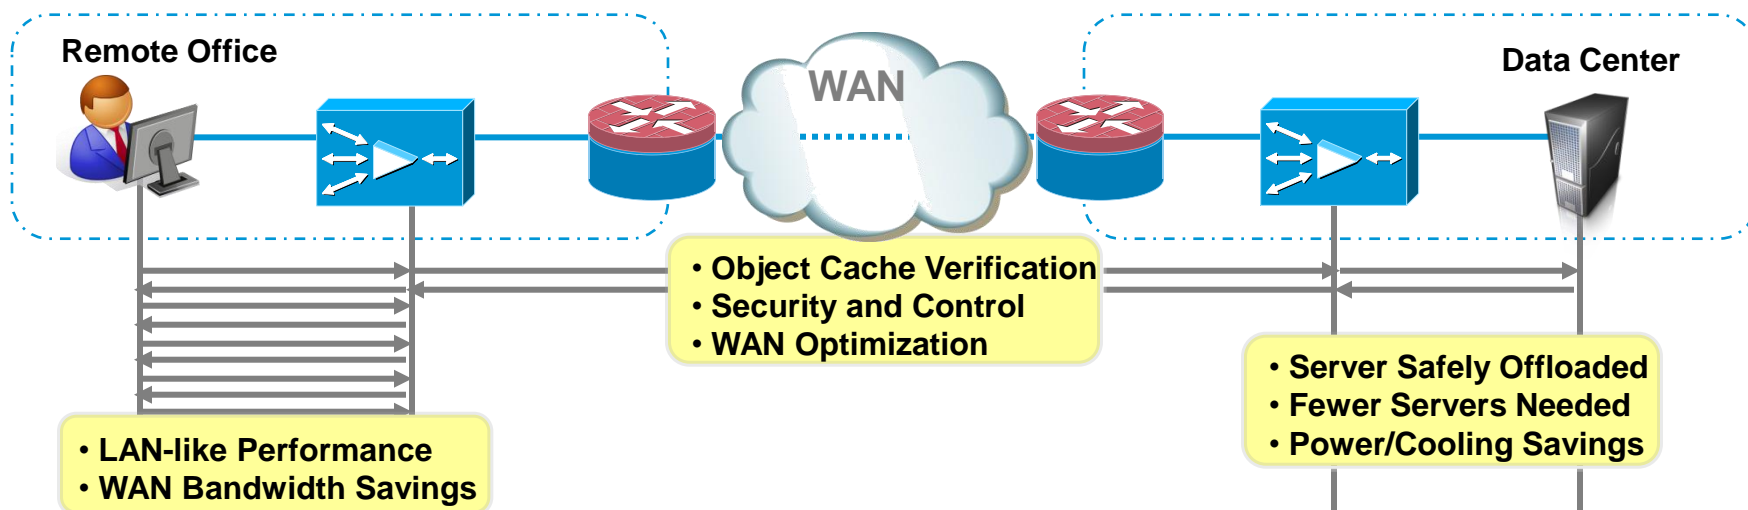 Remote Office
WAN
Data Center
• Object Cache Verification
• Security and Control
• WAN Optimization
• Server Safely Offloaded
• Fewer Servers Needed
• Power/Cooling Savings
• LAN-like Performance
• WAN Bandwidth Savings